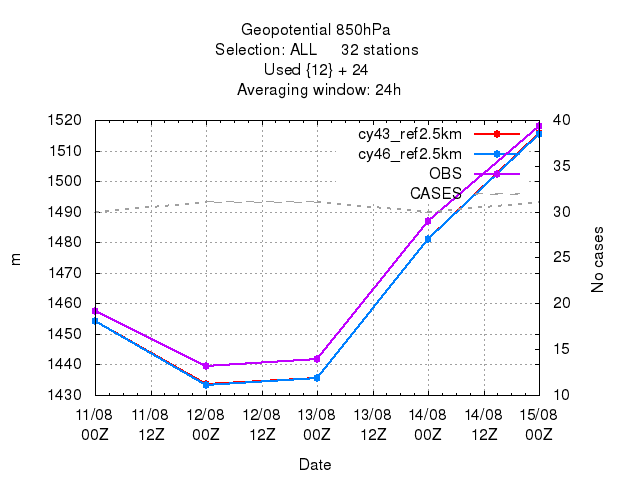 Geopotential 850hPa
Selection: ALL 32 stations
Used {12} + 24
Averaging window: 24h
1520
1510
1500
1490
1480
1470
1460
1450
1440
1430
m
40
35
30
25
20
15
10
No cases
cy43_ref2.5km
cy46_ref2.5km
OBS
CASES
11/08 11/08 12/08 12/08 13/08 13/08 14/08 14/08 15/08
00Z 12Z 00Z 12Z 00Z 12Z 00Z 12Z 00Z
Date